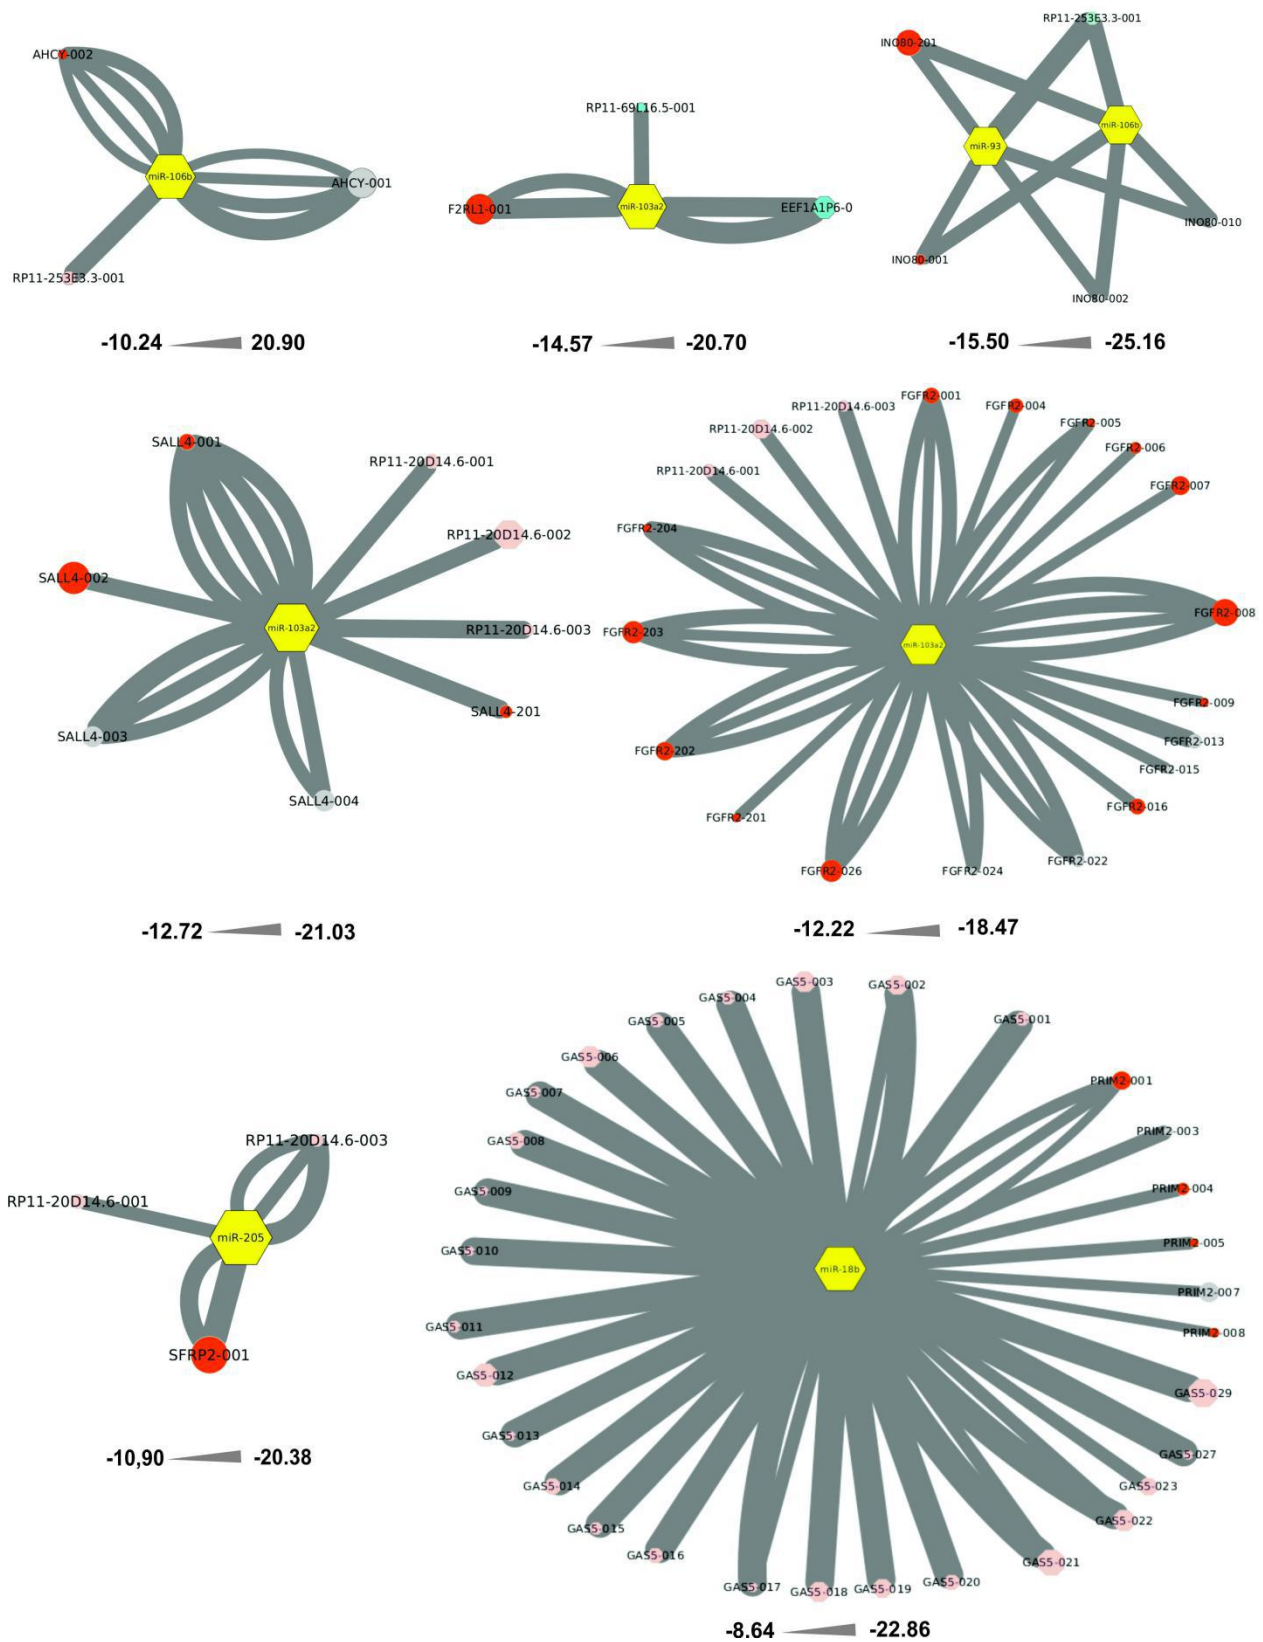 AHCY-002
miR-106b
AHCY-001
RP11-253E3.3-001
-10.24 20.90
RP11-69L16.5-001
F2RL1-001
miR-103a2
EEF1A1P6-0
-14.57 -20.70
RP11-253E3.3-001
INO80-201
miR-106b
miR-93
INO80-010
INO80-001
INO80-002
-15.50 -25.16
SALL4-001
RP11-20D14.6-001
RP11-20D14.6-002
SALL4-002
miR-103a2
RP11-20D14.6-003
SALL4-201
SALL4-003
SALL4-004
-12.72 -21.03
FGFR2-001
RP11-20D14.6-003
FGFR2-004
RP11-20D14.6-002
FGFR2-005
FGFR2-006
RP11-20D14.6-001
FGFR2-007
FGFR2-204
FGFR2-008
FGFR2-203
miR-103a2
FGFR2-009
FGFR2-013
FGFR2-202
FGFR2-015
FGFR2-016
FGFR2-201
FGFR2-022
FGFR2-026
FGFR2-024
-12.22 -18.47
RP11-20D14.6-003
RP11-20D14.6-001
miR-205
SFRP2-001
-10,90 -20.38
GAS5-003
GAS5-002
GAS5-004
GAS5-001
GAS5-005
GAS5-006
PRIM2-001
GAS5-007
PRIM2-003
GAS5-008
PRIM2-004
GAS5-009
PRIM2-005
GAS5-010
miR-18b
PRIM2-007
GAS5-011
PRIM2-008
GAS5-012
GAS5-029
GAS5-013
GAS5-027
GAS5-014
GAS5-023
GAS5-015
GAS5-022
GAS5-016
GAS5-021
GAS5-017
GAS5-018
GAS5-019
GAS5-020
-8.64 -22.86